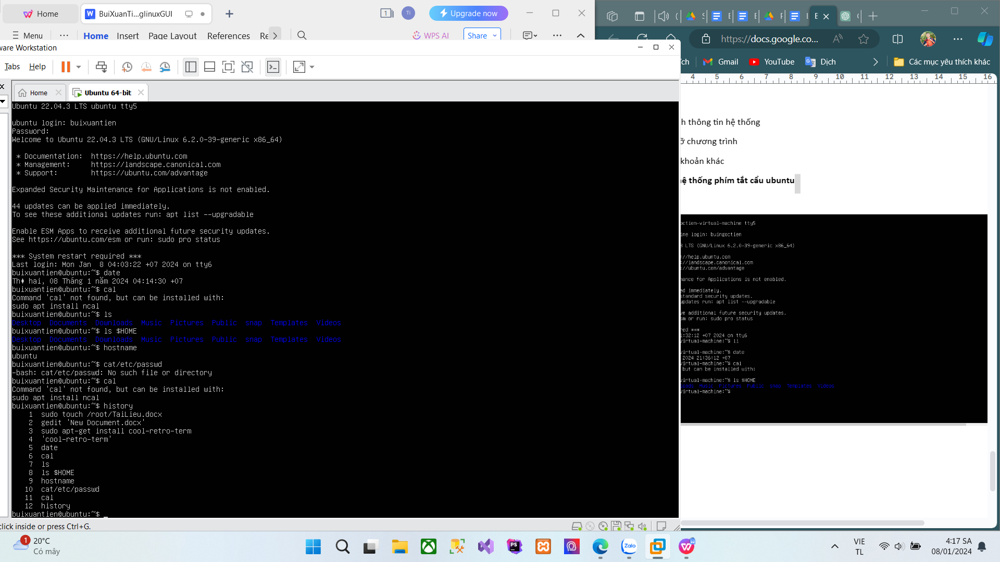 Home
BuiXuanTi...glinuxGUI
1
Ti
Upgrade now
Menu
Home
Insert
Page Layout
References
Re
WPS AI
Share
https://docs.google.co...
ích
Gmail
YouTube
Dịch
Các mục yêu thích khác
ware Workstation
Tabs
Help
Home
Ubuntu 64-bit
Ubuntu 22.04.3 LTS ubuntu tty5
ubuntu login: buixuantien
Password:
Welcome to Ubuntu 22.04.3 LTS (GNU/Linux 6.2.0-39-generic x86_64)
* Documentation:  https://help.ubuntu.com
* Management:     https://landscape.canonical.com
* Support:        https://ubuntu.com/advantage
Expanded Security Maintenance for Applications is not enabled.
44 updates can be applied immediately.
To see these additional updates run: apt list --upgradable
Enable ESM Apps to receive additional future security updates.
See https://ubuntu.com/esm or run: sudo pro status
*** System restart required ***
Last login: Mon Jan  8 04:03:22 +07 2024 on tty6
buixuantien@ubuntu:~$ date
Th♦ hai, 08 Tháng 1 năm 2024 04:14:30 +07
buixuantien@ubuntu:~$ cal
Command 'cal' not found, but can be installed with:
sudo apt install ncal
buixuantien@ubuntu:~$ ls
Desktop  Documents  Downloads  Music  Pictures  Public  snap  Templates  Videos
buixuantien@ubuntu:~$ ls $HOME
Desktop  Documents  Downloads  Music  Pictures  Public  snap  Templates  Videos
buixuantien@ubuntu:~$ hostname
ubuntu
buixuantien@ubuntu:~$ cat/etc/passwd
-bash: cat/etc/passwd: No such file or directory
buixuantien@ubuntu:~$ cal
Command 'cal' not found, but can be installed with:
sudo apt install ncal
buixuantien@ubuntu:~$ history
1  sudo touch /root/TaiLieu.docx
2  gedit 'New Document.docx'
3  sudo apt-get install cool-retro-term
4  'cool-retro-term'
5  date
6  cal
7  ls
8  ls $HOME
9  hostname
10  cat/etc/passwd
11  cal
12  history
buixuantien@ubuntu:~$ _
click inside or press Ctrl+G.
4 5 6 7 8 9 10 11 12 13 14 15 16
h thông tin hệ thống
ỡ chương trình
khoản khác
hệ thống phím tắt cẩu ubuntu
octien-virtual-machine tty5
ine login: buingoctien
3 LTS (GNU/Linux 6.2.0-39-generic x86_64)
://help.ubuntu.com
://landscape.canonical.com
://ubuntu.com/advantage
nance for Applications is not enabled.
ed immediately.
standard security updates.
updates run: apt list --upgradable
ve additional future security updates.
sm or run: sudo pro status
red ***
1:32:12 +07 2024 on tty6
virtual-machine:~$ li
virtual-machine:~$ date
2024 21:36:12 +07
virtual-machine:~$ cal
but can be installed with:
virtual-machine:~$ ls $HOME
loads  Music  Pictures  Public  snap  Templates  Videos
virtual-machine:~$
1
20°C
Có mây
PS
Zalo
VIE
TL
4:17 SA
08/01/2024